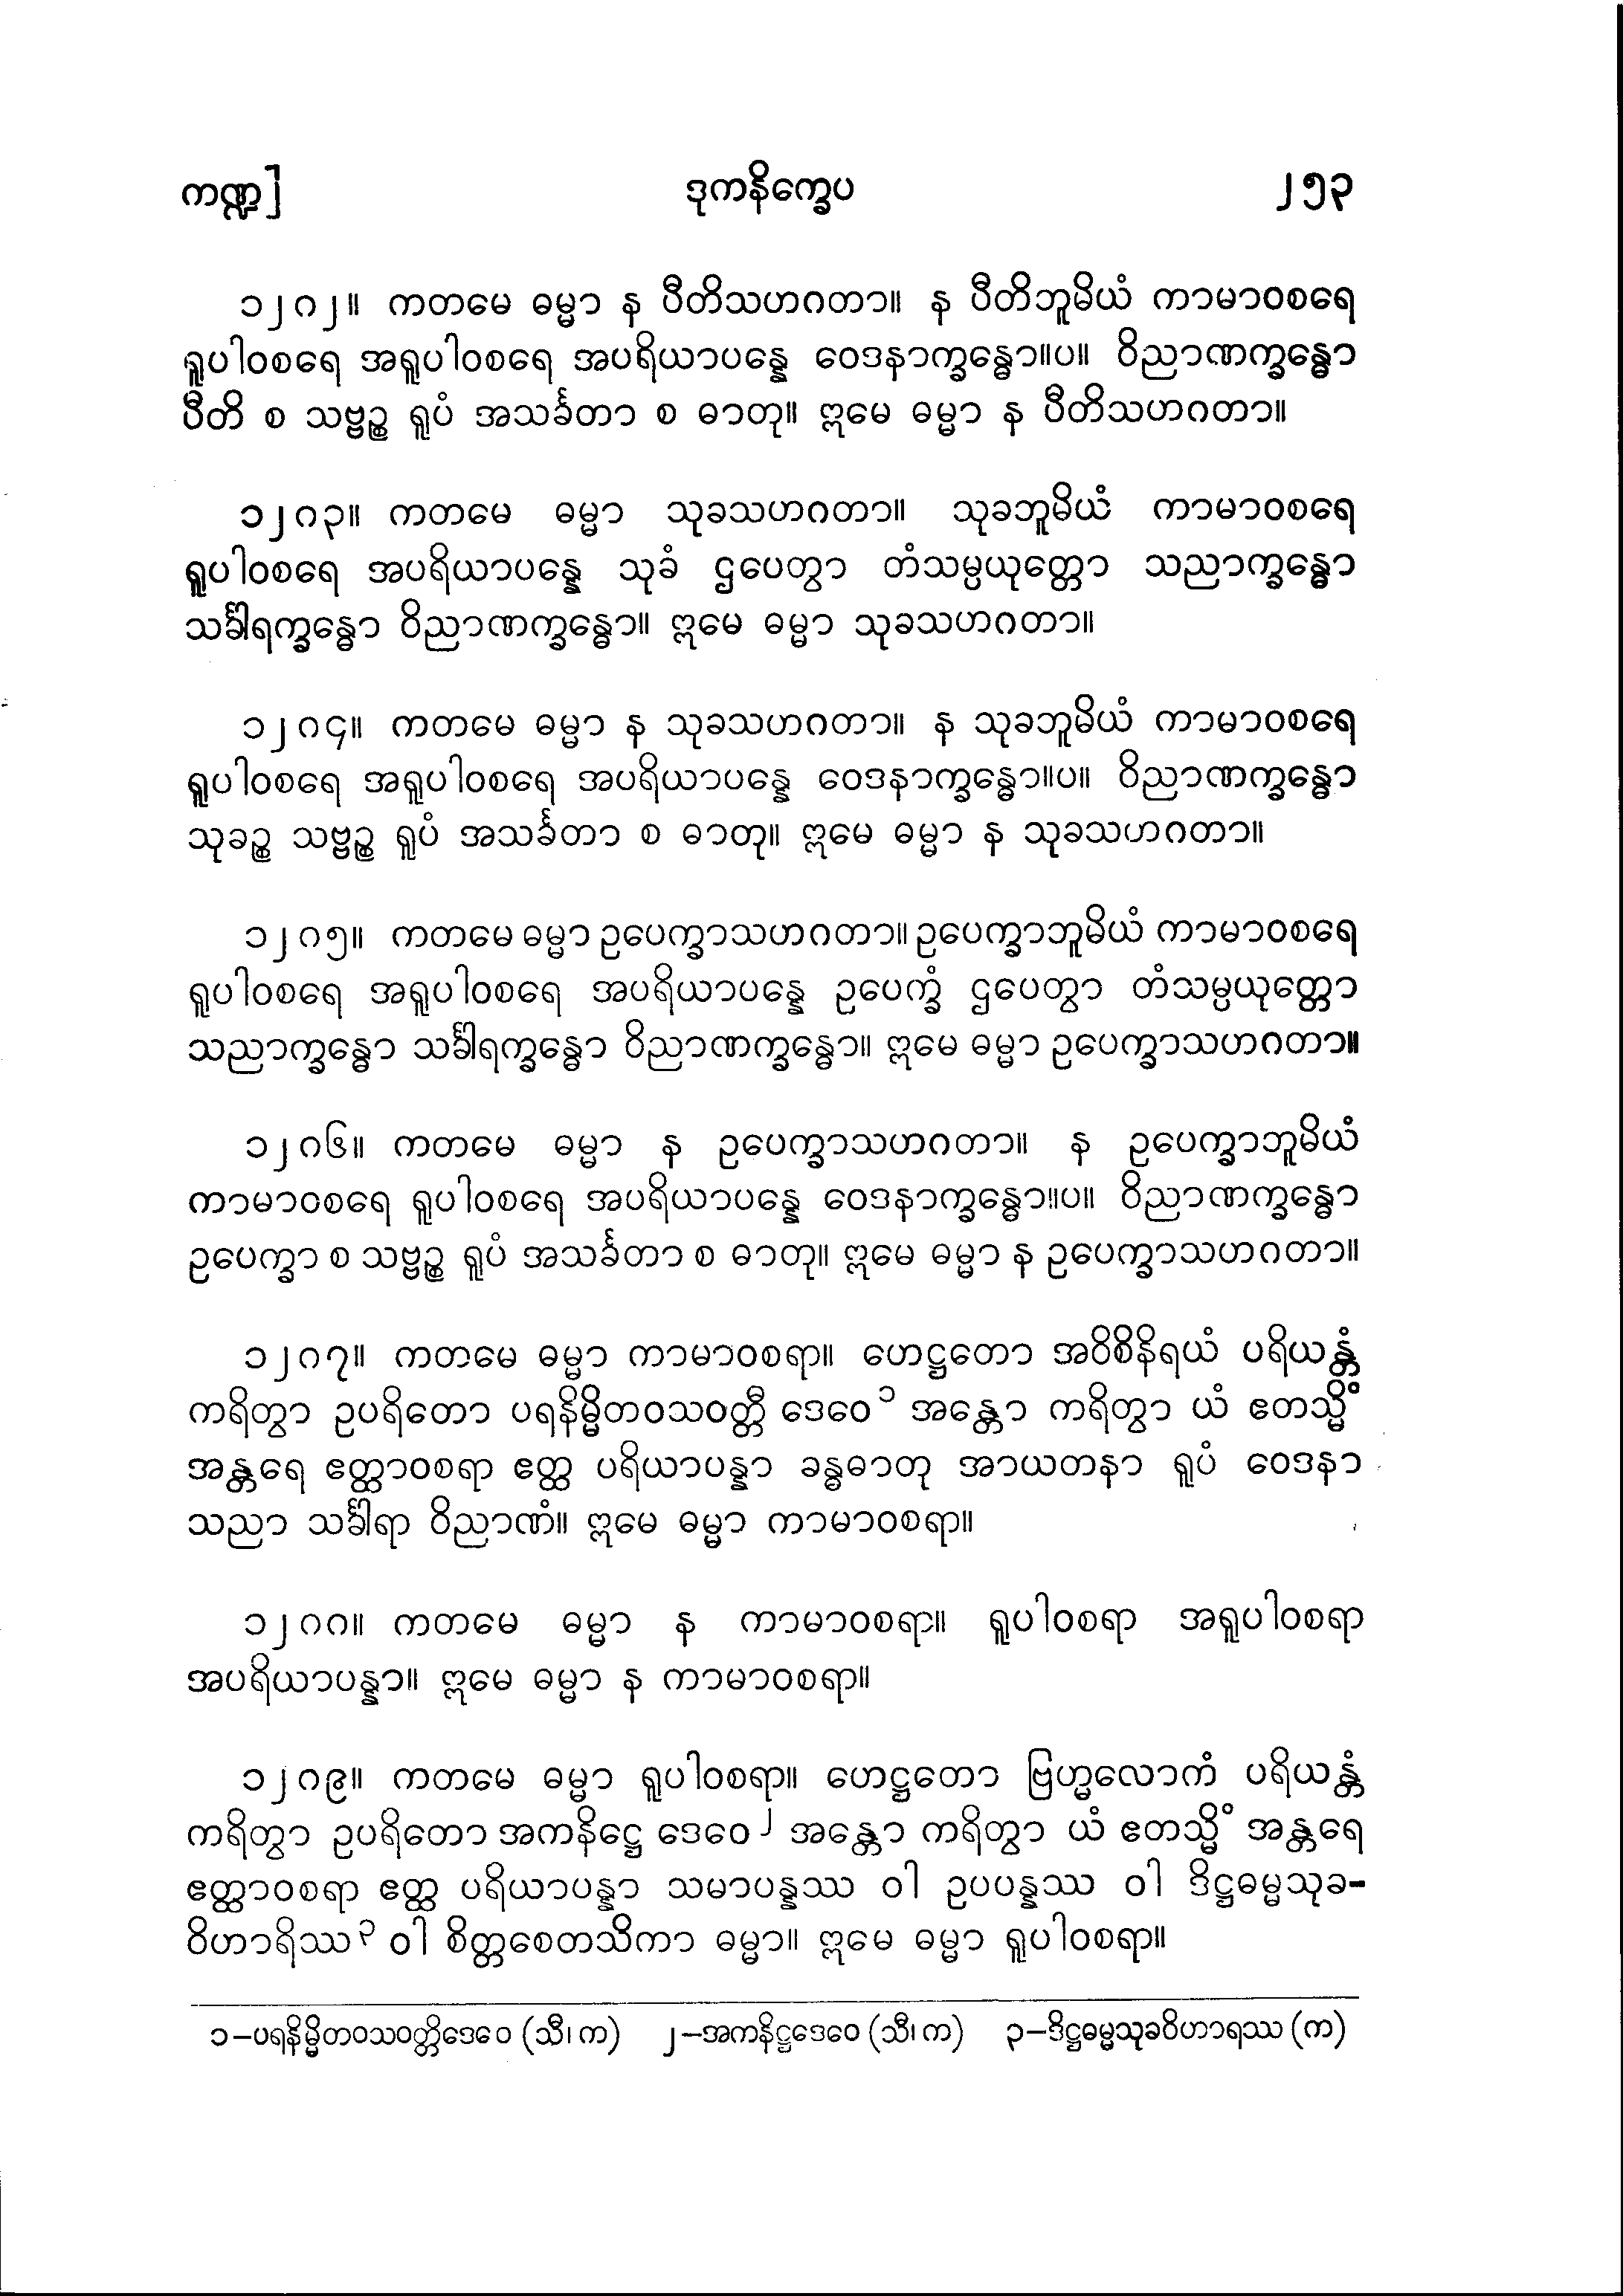 ကဏ္ဍ] ဒုကနိက္ခေပ ၂၅၃
၁၂၈၂။ ကတမေ ဓမ္မာ န ပီတိသဟဂတာ။ န ပီတိဘူမိယံ ကာမာဝစရေ
ရူပါဝစရေ အရူပါဝစရေ အပရိယာပန္နေ ဝေဒနာက္ခန္ဓော။ပ။ ဝိညာဏက္ခန္ဓော
ပီတိ စ သဗ္ဗဉ္စ ရူပံ အသင်္ခတာ စ ဓာတု။ ဣမေ ဓမ္မာ န ပီတိသဟဂတာ။
၁၂၈၃။ ကတမေ ဓမ္မာ သုခသဟဂတာ။ သုခဘူမိယံ ကာမာဝစရေ
ရူပါဝစရေ အပရိယာပန္နေ သုခံ ဌပေတွာ တံသမ္ပယုတ္တော သညာက္ခန္ဓော
သင်္ခါရက္ခန္ဓော ဝိညာဏက္ခန္ဓော။ ဣမေ ဓမ္မာ သုခသဟဂတာ။
၁၂၈၄။ ကတမေ ဓမ္မာ န သုခသဟဂတာ။ န သုခဘူမိယံ ကာမာဝစရေ
ရူပါဝစရေ အရူပါဝစရေ အပရိယာပန္နေ ဝေဒနာက္ခန္ဓော။ပ။ ဝိညာဏက္ခန္ဓော
သုခဉ္စ သဗ္ဗဉ္စ ရူပံ အသင်္ခတာ စ ဓာတု။ ဣမေ ဓမ္မာ န သုခသဟဂတာ။
၁၂၈၅။ ကတမေ ဓမ္မာ ဥပေက္ခာသဟဂတာ။ ဥပေက္ခာဘူမိယံ ကာမာဝစရေ
ရူပါဝစရေ အရူပါဝစရေ အပရိယာပန္နေ ဥပေက္ခံ ဌပေတွာ တံသမ္ပယုတ္တော
သညာက္ခန္ဓော သင်္ခါရက္ခန္ဓော ဝိညာဏက္ခန္ဓော။ ဣမေ ဓမ္မာ ဥပေက္ခာသဟဂတာ။
၁၂၈၆။ ကတမေ ဓမ္မာ န ဥပေက္ခာသဟဂတာ။ န ဥပေက္ခာဘူမိယံ
ကာမာဝစရေ ရူပါဝစရေ အပရိယာပန္နေ ဝေဒနာက္ခန္ဓော။ပ။ ဝိညာဏက္ခန္ဓော
ဥပေက္ခာ စ သဗ္ဗဉ္စ ရူပံ အသင်္ခတာ စ ဓာတု။ ဣမေ ဓမ္မာ န ဥပေက္ခာသဟဂတာ။
၁၂၈၇။ ကတမေ ဓမ္မာ ကာမာဝစရာ။ ဟေဋ္ဌတော အဝိစိနိရယံ ပရိယန္တံ
ကရိတွာ ဥပရိတော ပရနိမ္မိတဝသဝတ္တီ ဒေဝေ၁ အန္တော ကရိတွာ ယံ ဧတသ္မိံ
အန္တရေ ဧတ္ထာဝစရာ ဧတ္ထ ပရိယာပန္နာ ခန္ဓဓာတု အာယတနာ ရူပံ ဝေဒနာ
သညာ သင်္ခါရာ ဝိညာဏံ။ ဣမေ ဓမ္မာ ကာမာဝစရာ။
၁၂၈၈။ ကတမေ ဓမ္မာ န ကာမာဝစရာ။ ရူပါဝစရာ အရူပါဝစရာ
အပရိယာပန္နာ။ ဣမေ ဓမ္မာ န ကာမာဝစရာ။
၁၂၈၉။ ကတမေ ဓမ္မာ ရူပါဝစရာ။ ဟေဋ္ဌတော ဗြဟ္မလောကံ ပရိယန္တံ
ကရိတွာ ဥပရိတော အကနိဋ္ဌေ ဒေဝေ၂ အန္တော ကရိတွာ ယံ ဧတသ္မိံ အန္တရေ
ဧတ္ထာဝစရာ ဧတ္ထ ပရိယာပန္နာ သမာပန္နဿ ဝါ ဥပပန္နဿ ဝါ ဒိဋ္ဌဓမ္မသုခ-
ဝိဟာရိဿ၃ ဝါ စိတ္တစေတသိကာ ဓမ္မာ။ ဣမေ ဓမ္မာ ရူပါဝစရာ။
၁-ပရနိမ္မိတဝသဝတ္တိဒေဝေ (သီ၊ က) ၂-အကနိဋ္ဌဒေဝေ (သီ၊ က) ၃-ဒိဋ္ဌဓမ္မသုခဝိဟာရဿ (က)